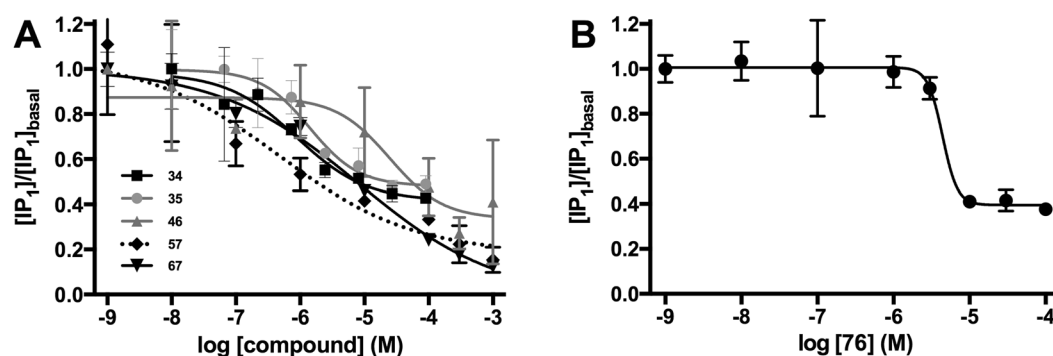 A
[IP1]/[IP1]basal
1.2
1.0
0.8
0.6
0.4
0.2
0.0
34
35
46
57
67
-9 -8 -7 -6 -5 -4 -3
log [compound] (M)
B
[IP1]/[IP1]basal
1.2
1.0
0.8
0.6
0.4
0.2
0.0
-9 -8 -7 -6 -5 -4
log [76] (M)